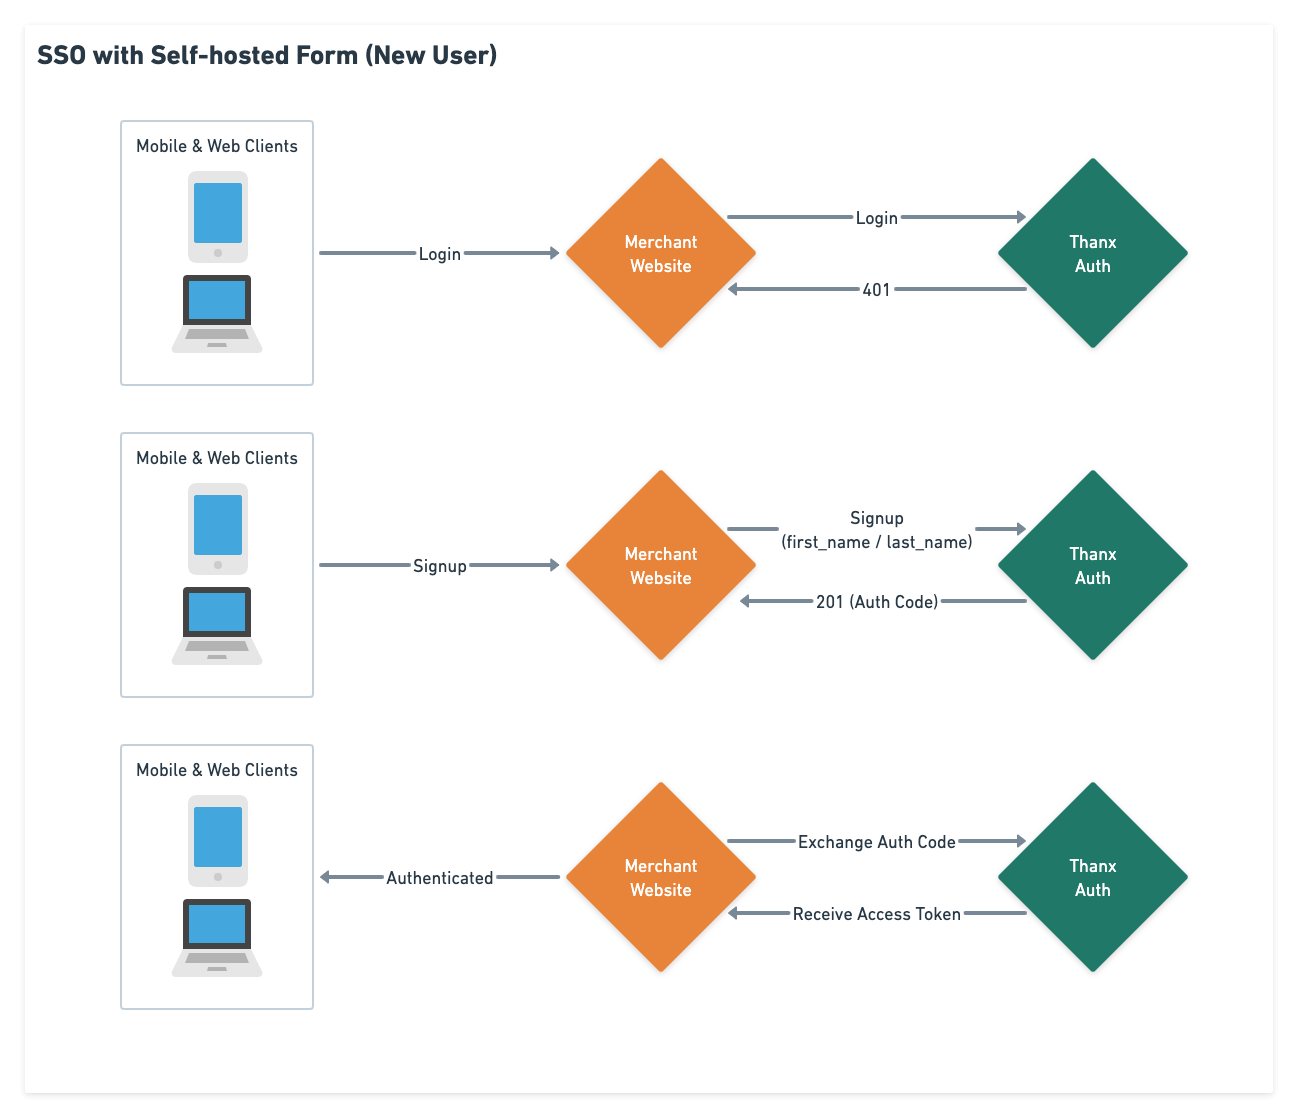 SSO with Self-hosted Form (New User)
Mobile & Web Clients
Login
Merchant
Website
Login
401
Thanx
Auth
Mobile & Web Clients
Signup
Merchant
Website
Signup
(first_name / last_name)
201 (Auth Code)
Thanx
Auth
Mobile & Web Clients
Authenticated
Merchant
Website
Exchange Auth Code
Receive Access Token
Thanx
Auth